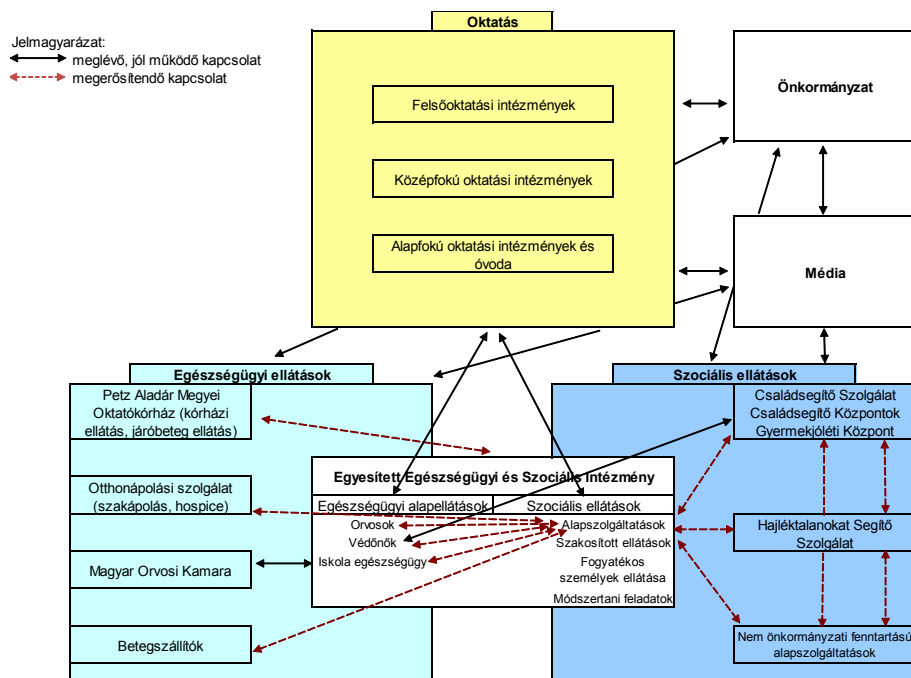 Oktatás
Jelmagyarázat:
meglévő, jól működő kapcsolat
megerősítendő kapcsolat
Felsőoktatási intézmények
Önkormányzat
Középfokú oktatási intézmények
Alapfokú oktatási intézmények és
óvoda
Média
Egészségügyi ellátások
Szociális ellátások
Petz Aladár Megyei
Oktatókórház (kórházi
ellátás, járóbeteg ellátás)
Családsegítő Szolgálat
Családsegítő Központok
Gyermekjóléti Központ
Egyesített Egészségügyi és Szociális Intézmény
Egészségügyi alapellátások
Szociális ellátások
Otthonápolási szolgálat
(szakápolás, hospice)
Orvosok
Védőnők
Iskola egészségügy
Alapszolgáltatások
Szakosított ellátások
Fogyatékos
személyek ellátása
Módszertani feladatok
Hajléktalanokat Segítő
Szolgálat
Magyar Orvosi Kamara
Betegszállítók
Nem önkormányzati fenntartású
alapszolgáltatások